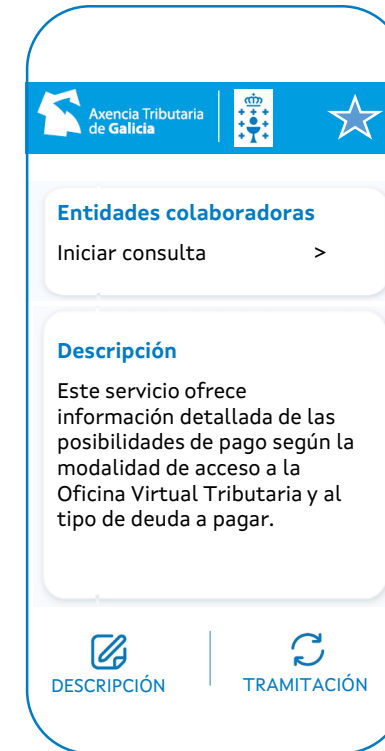 Axencia Tributaria
de Galicia
Entidades colaboradoras
Iniciar consulta >
Descripción
Este servicio ofrece
información detallada de las
posibilidades de pago según la
modalidad de acceso a la
Oficina Virtual Tributaria y al
tipo de deuda a pagar.
DESCRIPCIÓN
TRAMITACIÓN